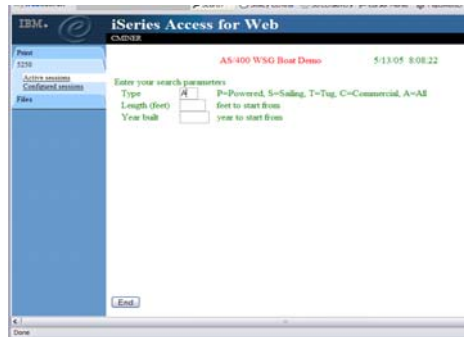 IBM.
iSeries Access for Web
CMINER
Print
5250
Active sessions
Configured sessions
Files
AS/400 WSG Boat Demo 5/13/05 8:08:22
Enter your search parameters
Type A P=Powered, S=Sailing, T=Tug, C=Commercial, A=All
Length (feet) feet to start from
Year built year to start from
End
Done